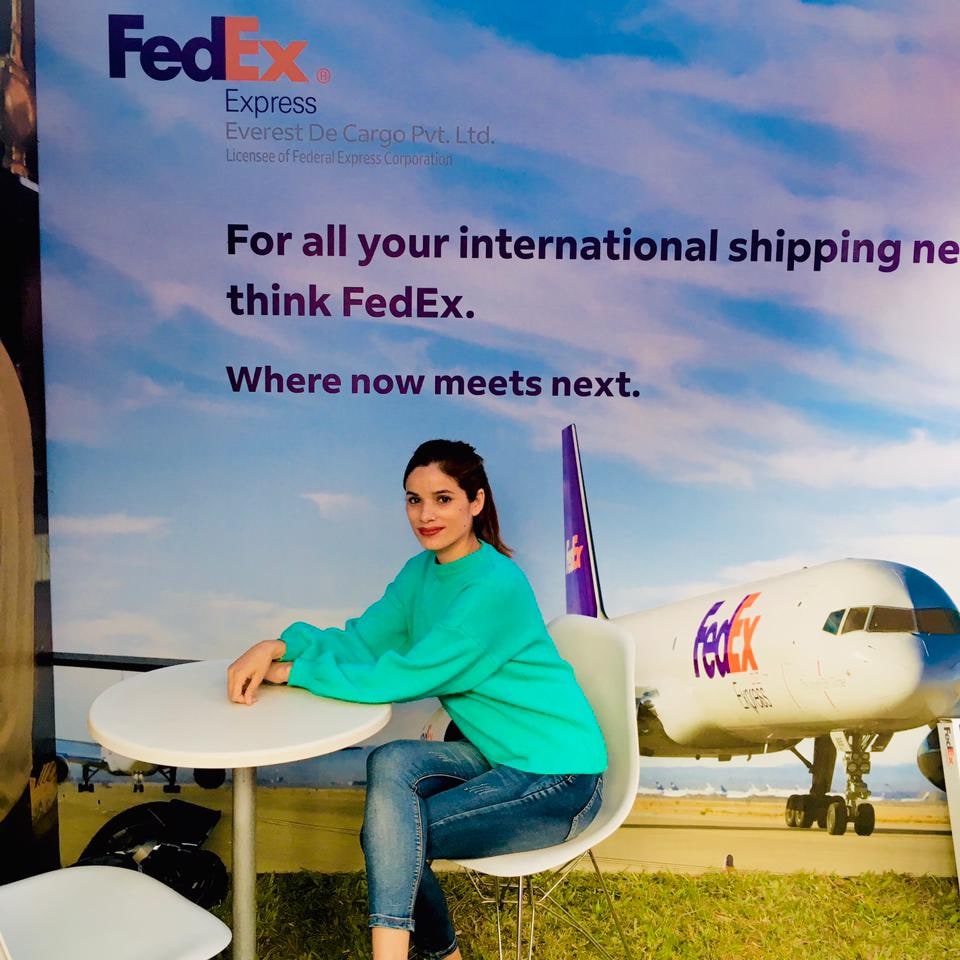 FedEx®
Express
Everest De Cargo Pvt. Ltd.
Licensee of Federal Express Corporation
For all your international shipping ne
think FedEx.
Where now meets next.
FedEx
FedEx
Express
FedEx